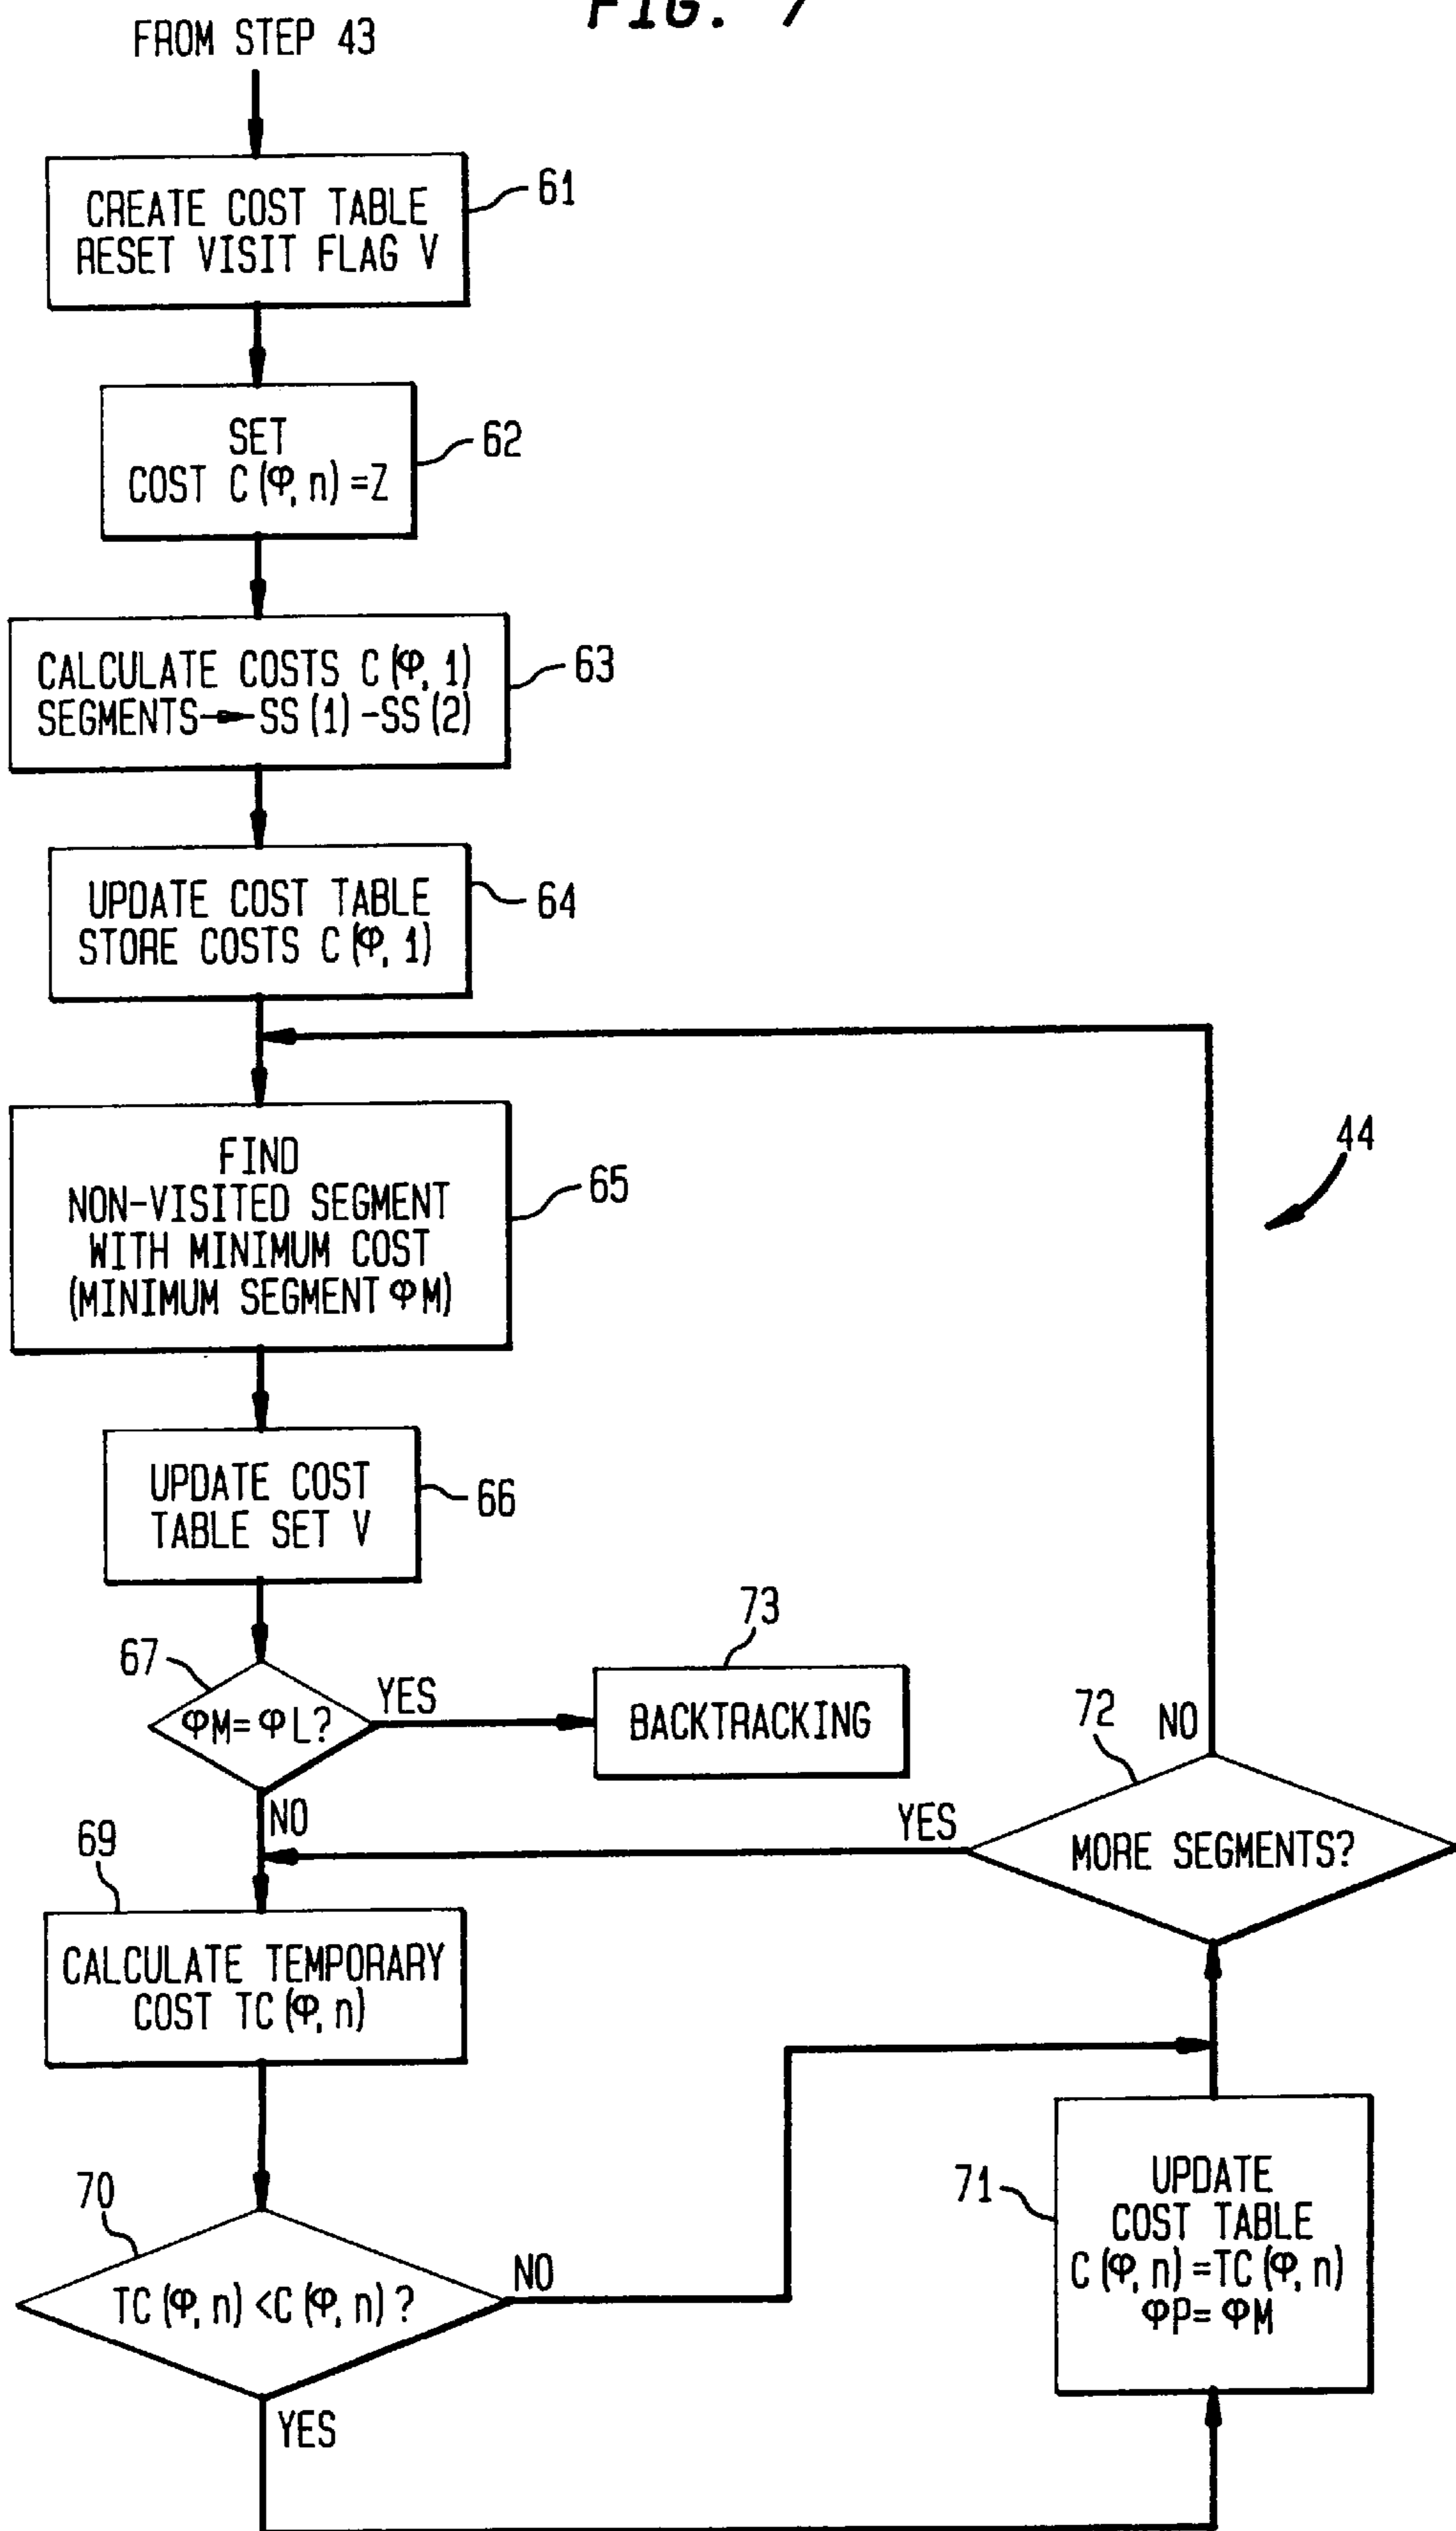 FIG. 7
FROM STEP 43
CREATE COST TABLE
RESET VISIT FLAG V
61
SET
COST C(φ, n)=Z
62
CALCULATE COSTS C(φ, 1)
SEGMENTS→SS(1)-SS(2)
63
UPDATE COST TABLE
STORE COSTS C(φ, 1)
64
FIND
NON-VISITED SEGMENT
WITH MINIMUM COST
(MINIMUM SEGMENT φM)
65
44
UPDATE COST
TABLE SET V
66
67
φM=φL?
YES
NO
73
BACKTRACKING
72
NO
YES
MORE SEGMENTS?
69
CALCULATE TEMPORARY
COST TC(φ, n)
70
TC(φ, n)<C(φ, n)?
NO
YES
71
UPDATE
COST TABLE
C(φ, n)=TC(φ, n)
φP=φM